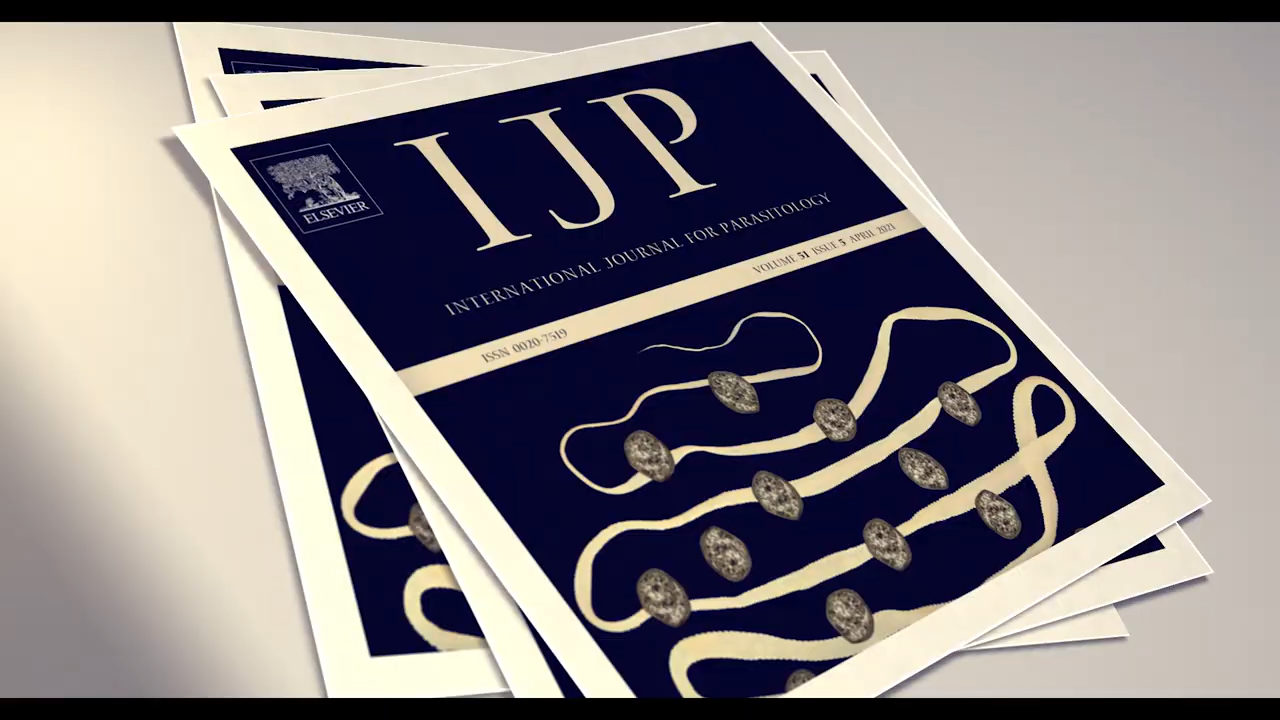 IJP
ELSEVIER
INTERNATIONAL JOURNAL FOR PARASITOLOGY
ISSN 0020-7519
VOLUME 51 ISSUE 5 APRIL 2021